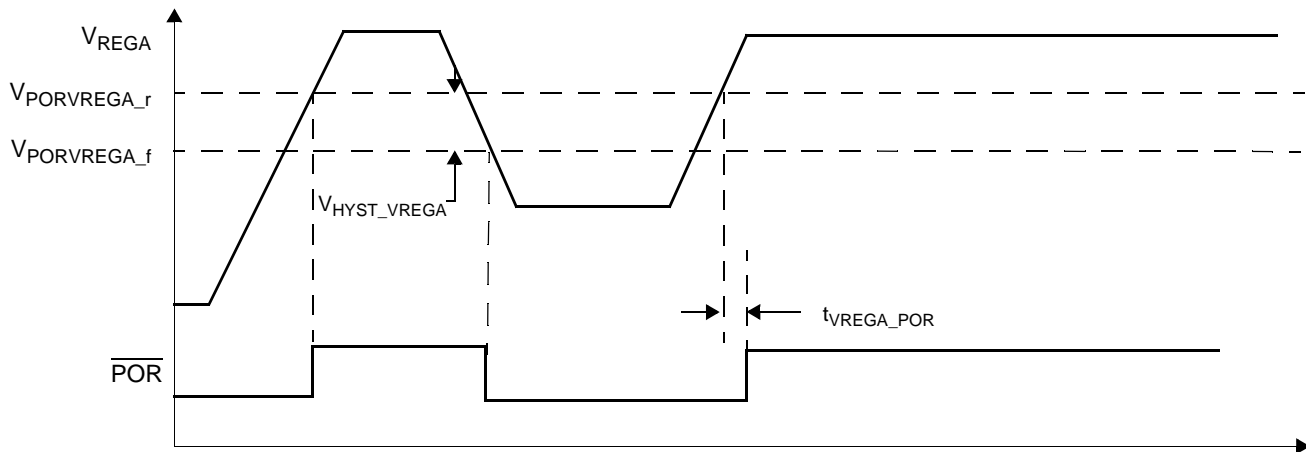 VREGA
VPORVREGA_r
VPORVREGA_f
VHYST_VREGA
tVREGA_POR
POR